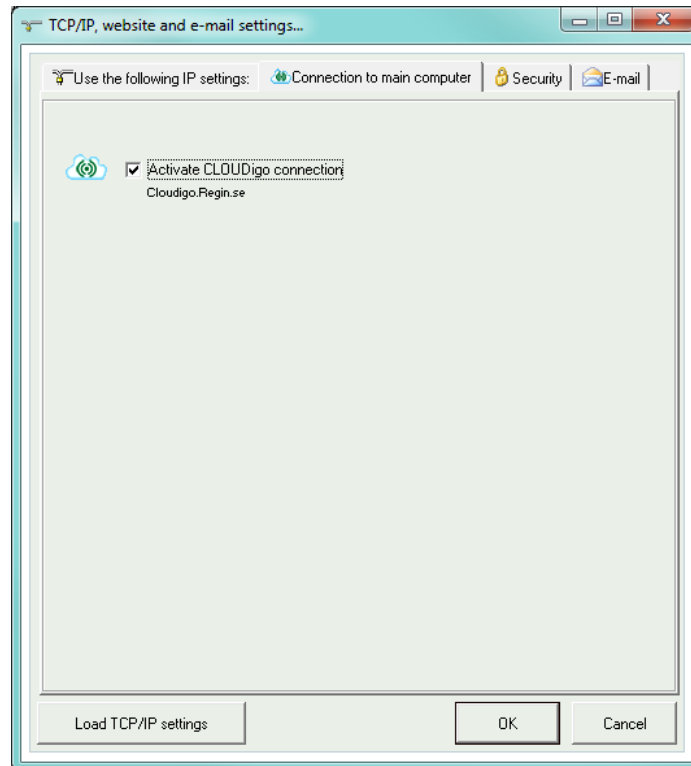 TCP/IP, website and e-mail settings...
Use the following IP settings: Connection to main computer Security E-mail
Activate CLOUDigo connection
Cloudigo.Regin.se
Load TCP/IP settings OK Cancel